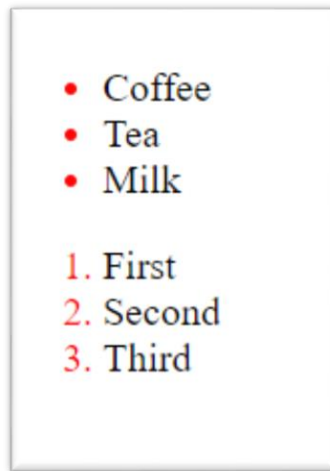 • Coffee
• Tea
• Milk
1. First
2. Second
3. Third